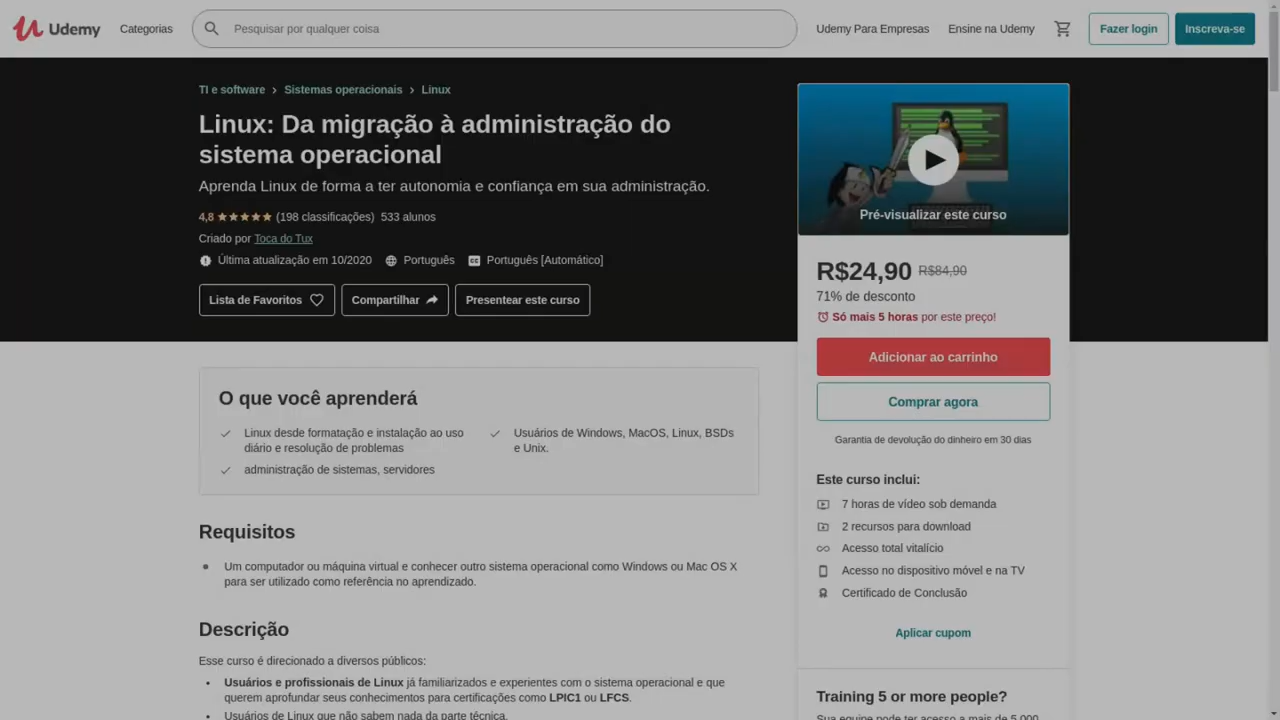 Udemy
Categorias
Pesquisar por qualquer coisa
Udemy Para Empresas
Ensine na Udemy
Fazer login
Inscreva-se
TI e software > Sistemas operacionais > Linux
Linux: Da migração à administração do
sistema operacional
Aprenda Linux de forma a ter autonomia e confiança em sua administração.
4,8 ★★★★★ (198 classificações) 533 alunos
Criado por Toca do Tux
Última atualização em 10/2020
Português
Português [Automático]
Lista de Favoritos
Compartilhar
Presentear este curso
Pré-visualizar este curso
R$24,90 R$84,90
71% de desconto
Só mais 5 horas por este preço!
Adicionar ao carrinho
Comprar agora
Garantia de devolução do dinheiro em 30 dias
Este curso inclui:
7 horas de vídeo sob demanda
2 recursos para download
Acesso total vitalício
Acesso no dispositivo móvel e na TV
Certificado de Conclusão
Aplicar cupom
Training 5 or more people?
Sua equipe pode ter acesso a mais de 5.000
O que você aprenderá
Linux desde formatação e instalação ao uso
diário e resolução de problemas
administração de sistemas, servidores
Usuários de Windows, MacOS, Linux, BSDs
e Unix.
Requisitos
Um computador ou máquina virtual e conhecer outro sistema operacional como Windows ou Mac OS X
para ser utilizado como referência no aprendizado.
Descrição
Esse curso é direcionado a diversos públicos:
Usuários e profissionais de Linux já familiarizados e experientes com o sistema operacional e que
querem aprofundar seus conhecimentos para certificações como LPIC1 ou LFCS.
Usuários de Linux que não sabem nada da parte técnica.